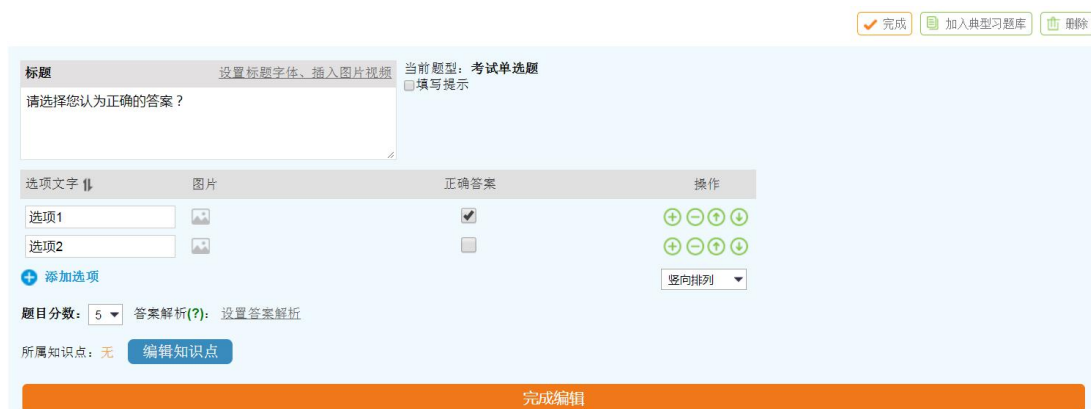 完成 加入典型习题库 删除
标题 设置标题字体、插入图片视频 当前题型：考试单选题
填写提示
请选择您认为正确的答案？
选项文字 图片 正确答案 操作
选项1
选项2
添加选项 竖向排列
题目分数： 5 答案解析(?)： 设置答案解析
所属知识点：无 编辑知识点
完成编辑